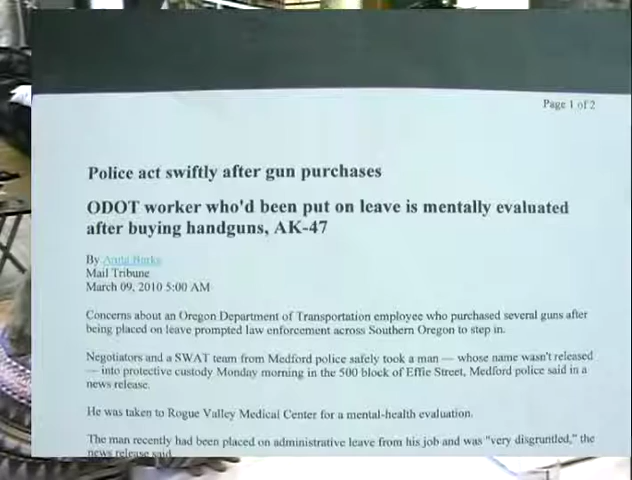 Page 1 of 2
Police act swiftly after gun purchases
ODOT worker who'd been put on leave is mentally evaluated
after buying handguns, AK-47
By Anita Burke
Mail Tribune
March 09, 2010 5:00 AM
Concerns about an Oregon Department of Transportation employee who purchased several guns after
being placed on leave prompted law enforcement across Southern Oregon to step in.
Negotiators and a SWAT team from Medford police safely took a man — whose name wasn't released
— into protective custody Monday morning in the 500 block of Effie Street, Medford police said in a
news release.
He was taken to Rogue Valley Medical Center for a mental-health evaluation.
The man recently had been placed on administrative leave from his job and was "very disgruntled," the
news release said.